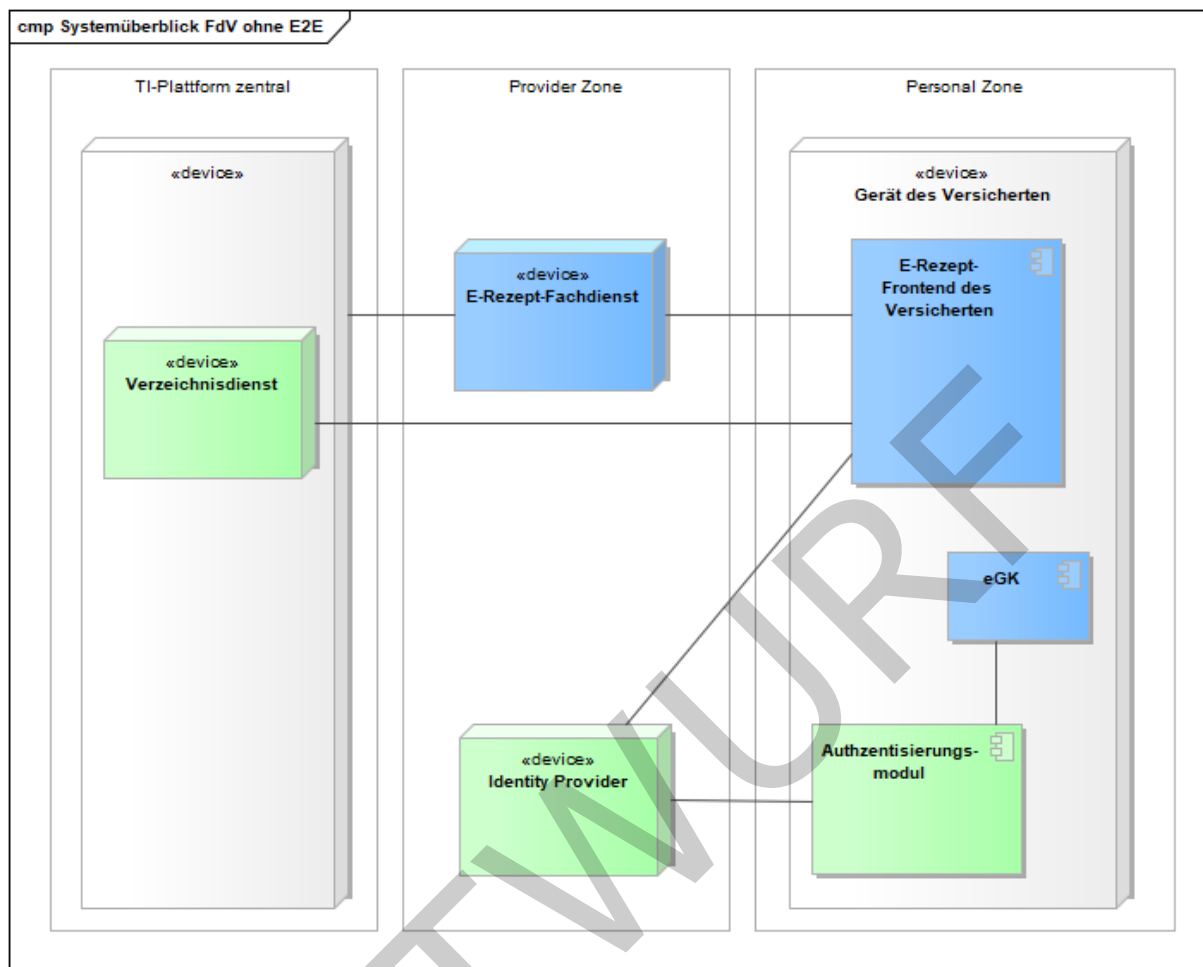 cmp Systemüberblick FdV ohne E2E
TI-Plattform zentral
«device»
«device»
Verzeichnisdienst
Provider Zone
«device»
E-Rezept-Fachdienst
«device»
Identity Provider
Personal Zone
«device»
Gerät des Versicherten
E-Rezept-
Frontend des
Versicherten
eGK
Authzentisierungs-
modul
TWURF